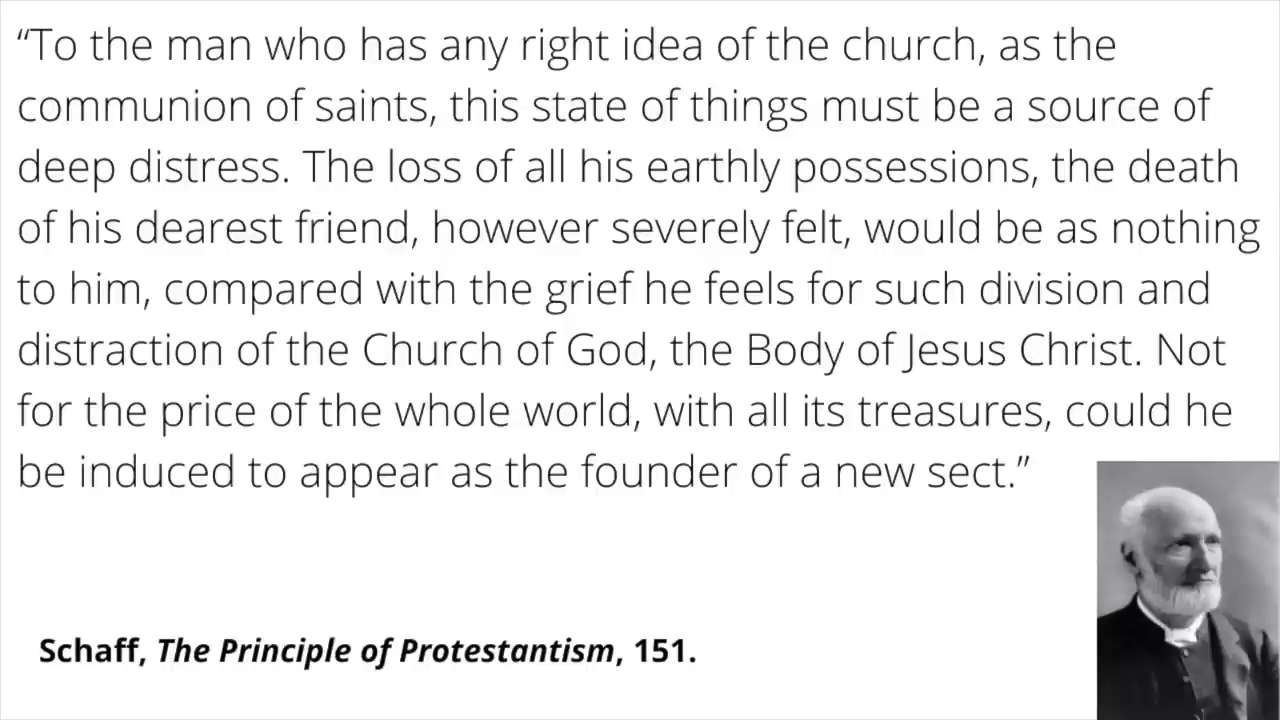 “To the man who has any right idea of the church, as the
communion of saints, this state of things must be a source of
deep distress. The loss of all his earthly possessions, the death
of his dearest friend, however severely felt, would be as nothing
to him, compared with the grief he feels for such division and
distraction of the Church of God, the Body of Jesus Christ. Not
for the price of the whole world, with all its treasures, could he
be induced to appear as the founder of a new sect.”
Schaff, The Principle of Protestantism, 151.